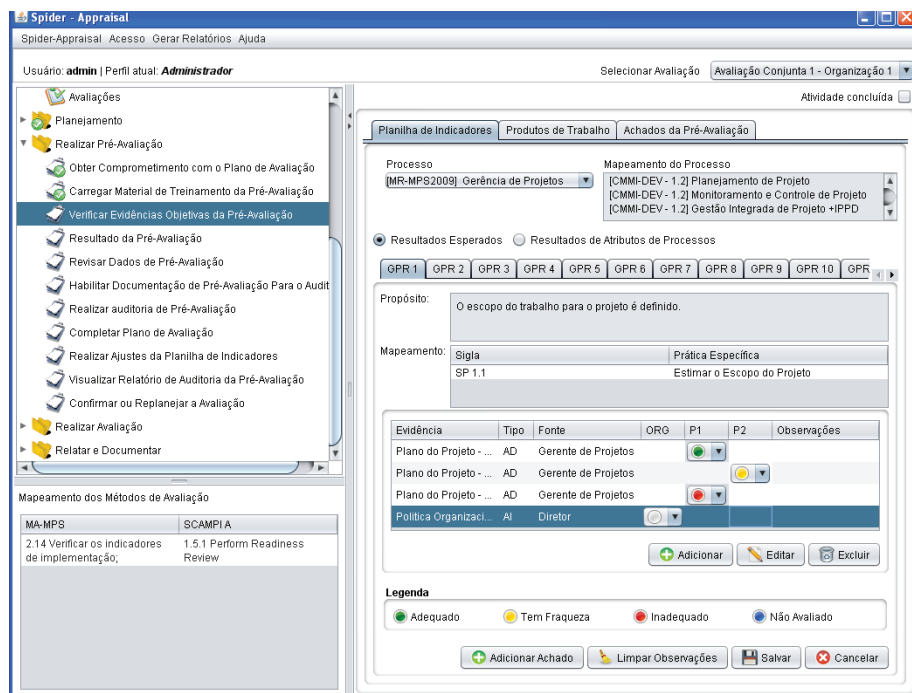 Spider - Appraisal
Spider-Appraisal Acesso Gerar Relatórios Ajuda
Usuário: admin | Perfil atual: Administrador
Selecionar Avaliação Avaliação Conjunta 1 - Organização 1
Avaliações
Planejamento
Realizar Pré-Avaliação
Obter Comprometimento com o Plano de Avaliação
Carregar Material de Treinamento da Pré-Avaliação
Verificar Evidências Objetivas da Pré-Avaliação
Resultado da Pré-Avaliação
Revisar Dados de Pré-Avaliação
Habilitar Documentação de Pré-Avaliação Para o Audit
Realizar auditoria de Pré-Avaliação
Completar Plano de Avaliação
Realizar Ajustes da Planilha de Indicadores
Visualizar Relatório de Auditoria da Pré-Avaliação
Confirmar ou Replanejar a Avaliação
Realizar Avaliação
Relatar e Documentar
Mapeamento dos Métodos de Avaliação
MA-MPS SCAMPI A
2.14 Verificar os indicadores 1.5.1 Perform Readiness
de implementação; Review
Atividade concluída
Planilha de Indicadores Produtos de Trabalho Achados da Pré-Avaliação
Processo Mapeamento do Processo
[MR-MPS2009] Gerência de Projetos
[CMMI-DEV - 1.2] Planejamento de Projeto
[CMMI-DEV - 1.2] Monitoramento e Controle de Projeto
[CMMI-DEV - 1.2] Gestão Integrada de Projeto +IPPD
Resultados Esperados Resultados de Atributos de Processos
GPR 1 GPR 2 GPR 3 GPR 4 GPR 5 GPR 6 GPR 7 GPR 8 GPR 9 GPR 10 GPR
Propósito: O escopo do trabalho para o projeto é definido.
Mapeamento: Sigla Prática Específica
SP 1.1 Estimar o Escopo do Projeto
Evidência Tipo Fonte ORG P1 P2 Observações
Plano do Projeto - ... AD Gerente de Projetos
Plano do Projeto - ... AD Gerente de Projetos
Plano do Projeto - ... AD Gerente de Projetos
Política Organizaci... AI Diretor
Adicionar Editar Excluir
Legenda
Adequado Tem Fraqueza Inadequado Não Avaliado
Adicionar Achado Limpar Observações Salvar Cancelar